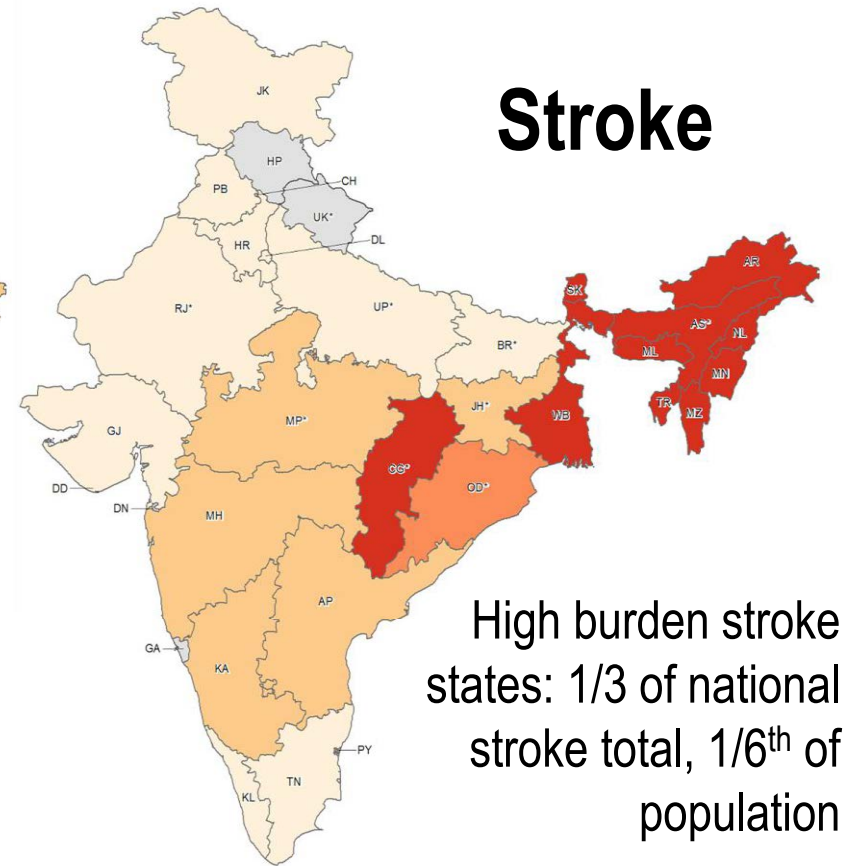 Stroke
JK
HP
CH
PB
UK*
HR
DL
RJ*
UP*
BR*
SK
AR
AS*
NL
ML
MN
TR
MZ
WB
JH*
MP*
GJ
CG*
OD*
DD
DN
MH
AP
GA
KA
PY
TN
KL
High burden stroke
states: 1/3 of national
stroke total, 1/6th of
population